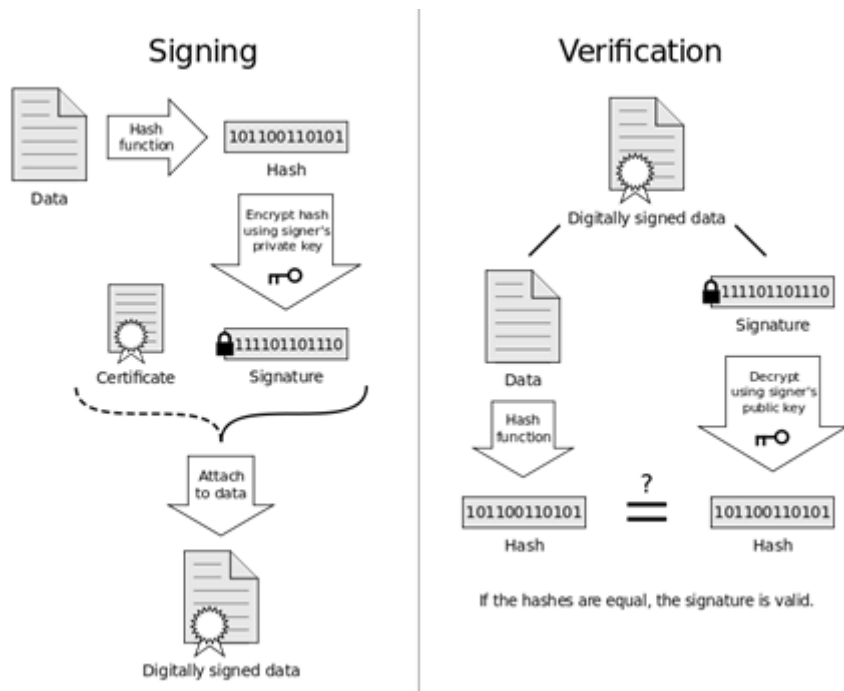 Signing
Data
Hash
function
101100110101
Hash
Encrypt hash
using signer's
private key
Certificate
111101101110
Signature
Attach
to data
Digitally signed data
Verification
Digitally signed data
Data
111101101110
Signature
Hash
function
Decrypt
using signer's
public key
101100110101
Hash
?
=
101100110101
Hash
If the hashes are equal, the signature is valid.